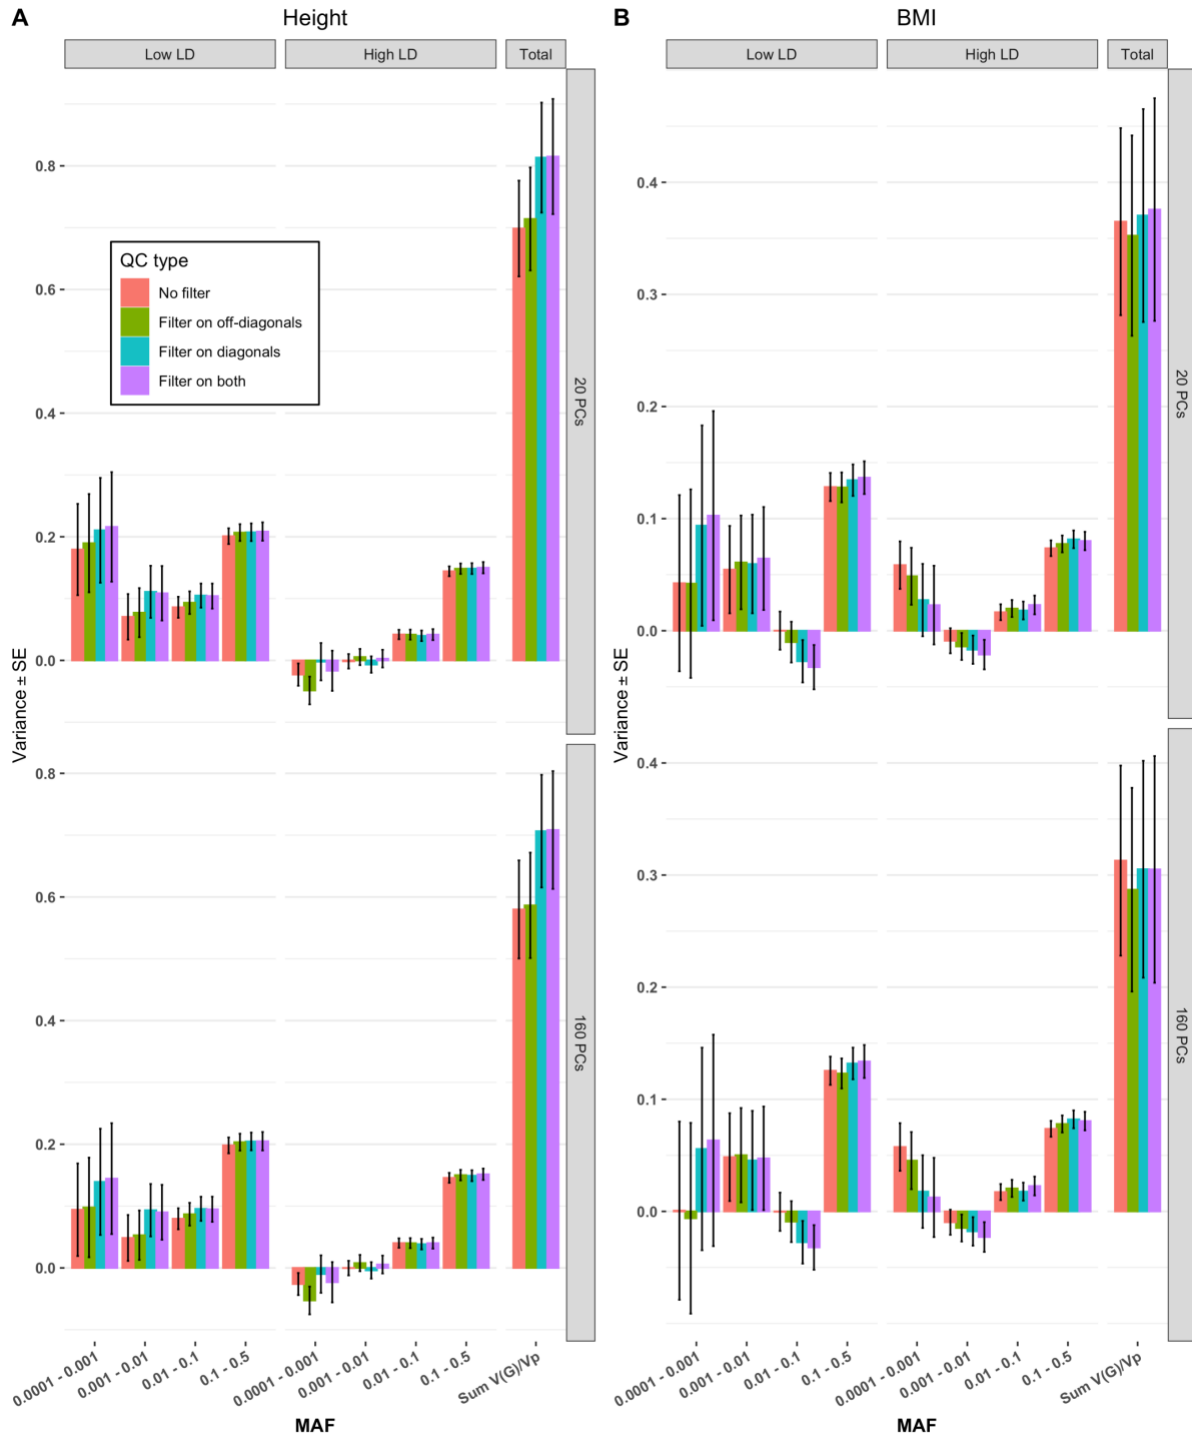 A
Height
Low LD
High LD
Total
0.8
0.6
0.4
0.2
0.0
QC type
No filter
Filter on off-diagonals
Filter on diagonals
Filter on both
20 PCs
Variance ± SE
0.8
0.6
0.4
0.2
0.0
160 PCs
0.0001 - 0.001
0.001 - 0.01
0.01 - 0.1
0.1 - 0.5
0.0001 - 0.001
0.001 - 0.01
0.01 - 0.1
0.1 - 0.5
Sum V(G)/Vp
MAF
B
BMI
Low LD
High LD
Total
0.4
0.3
0.2
0.1
0.0
20 PCs
Variance ± SE
0.4
0.3
0.2
0.1
0.0
160 PCs
0.0001 - 0.001
0.001 - 0.01
0.01 - 0.1
0.1 - 0.5
0.0001 - 0.001
0.001 - 0.01
0.01 - 0.1
0.1 - 0.5
Sum V(G)/Vp
MAF